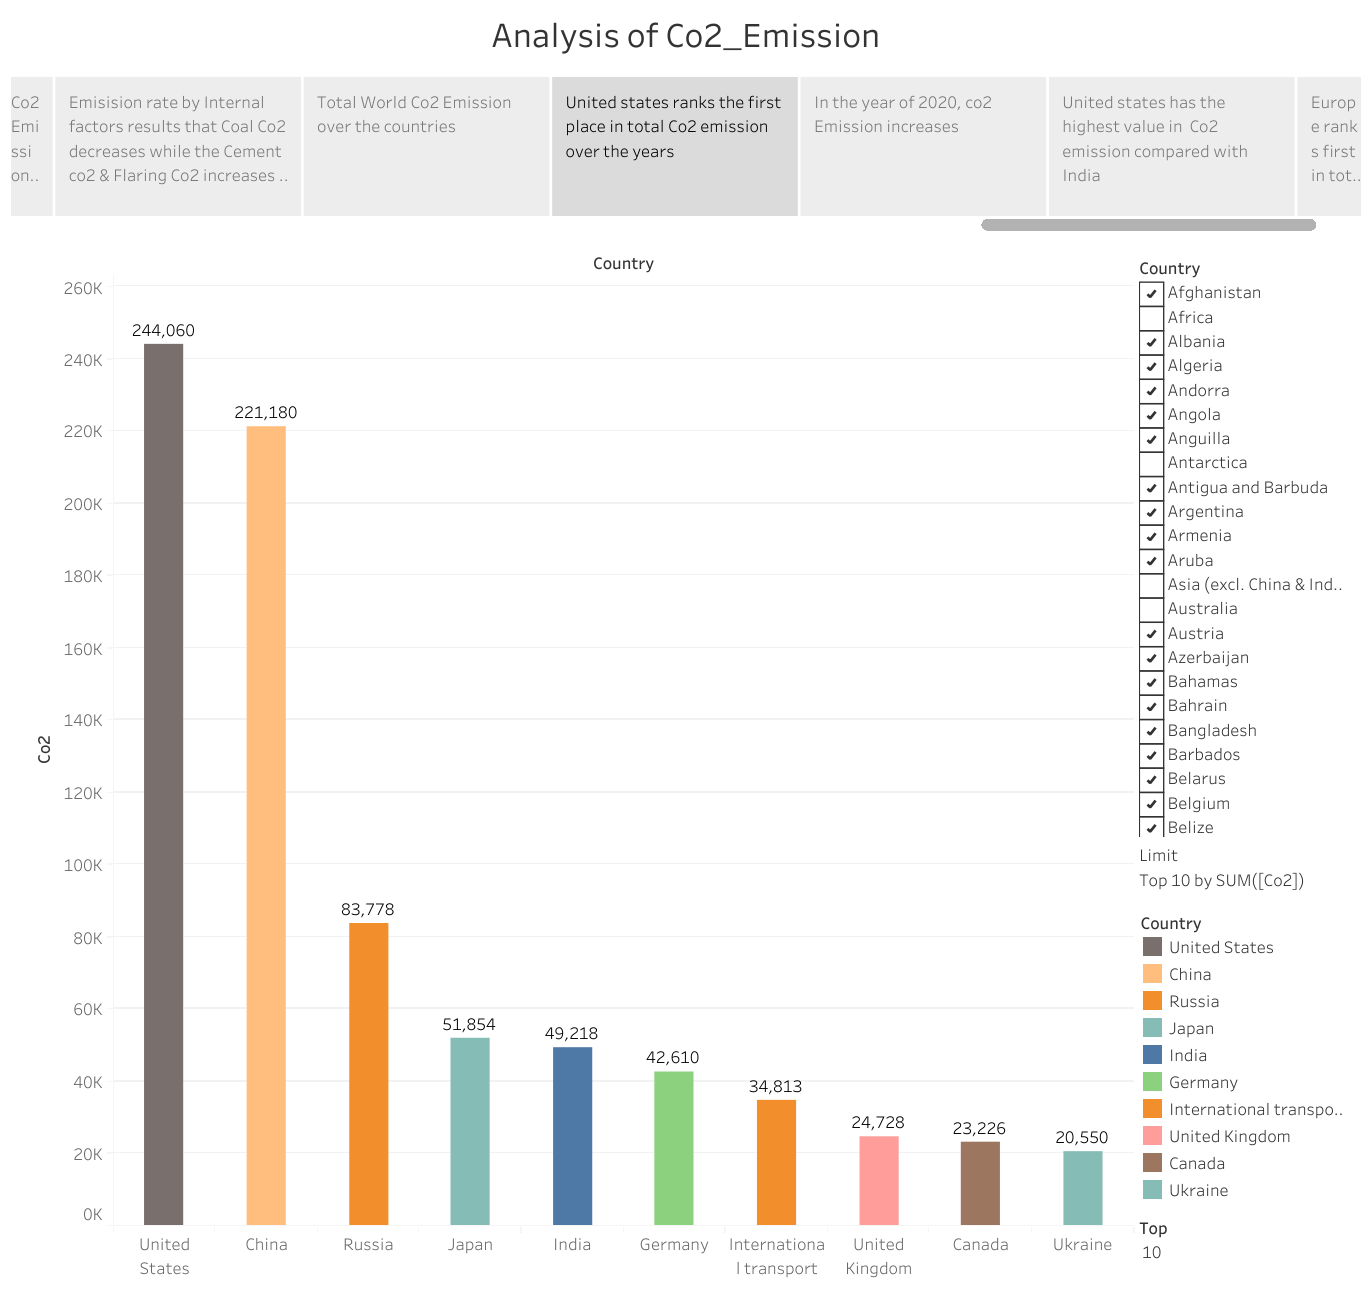 Analysis of Co2_Emission
Co2
Emi
ssi
on..
Emisision rate by Internal
factors results that Coal Co2
decreases while the Cement
co2 & Flaring Co2 increases ..
Total World Co2 Emission
over the countries
United states ranks the first
place in total Co2 emission
over the years
In the year of 2020, co2
Emission increases
United states has the
highest value in Co2
emission compared with
India
Europ
e rank
s first
in tot..
Country
260K
240K
220K
200K
180K
160K
140K
120K
100K
80K
60K
40K
20K
0K
Co2
244,060
221,180
83,778
51,854
49,218
42,610
34,813
24,728
23,226
20,550
United
States
China
Russia
Japan
India
Germany
Internationa
l transport
United
Kingdom
Canada
Ukraine
Country
Afghanistan
Africa
Albania
Algeria
Andorra
Angola
Anguilla
Antarctica
Antigua and Barbuda
Argentina
Armenia
Aruba
Asia (excl. China & Ind..
Australia
Austria
Azerbaijan
Bahamas
Bahrain
Bangladesh
Barbados
Belarus
Belgium
Belize
Limit
Top 10 by SUM([Co2])
Country
United States
China
Russia
Japan
India
Germany
International transpo..
United Kingdom
Canada
Ukraine
Top
10